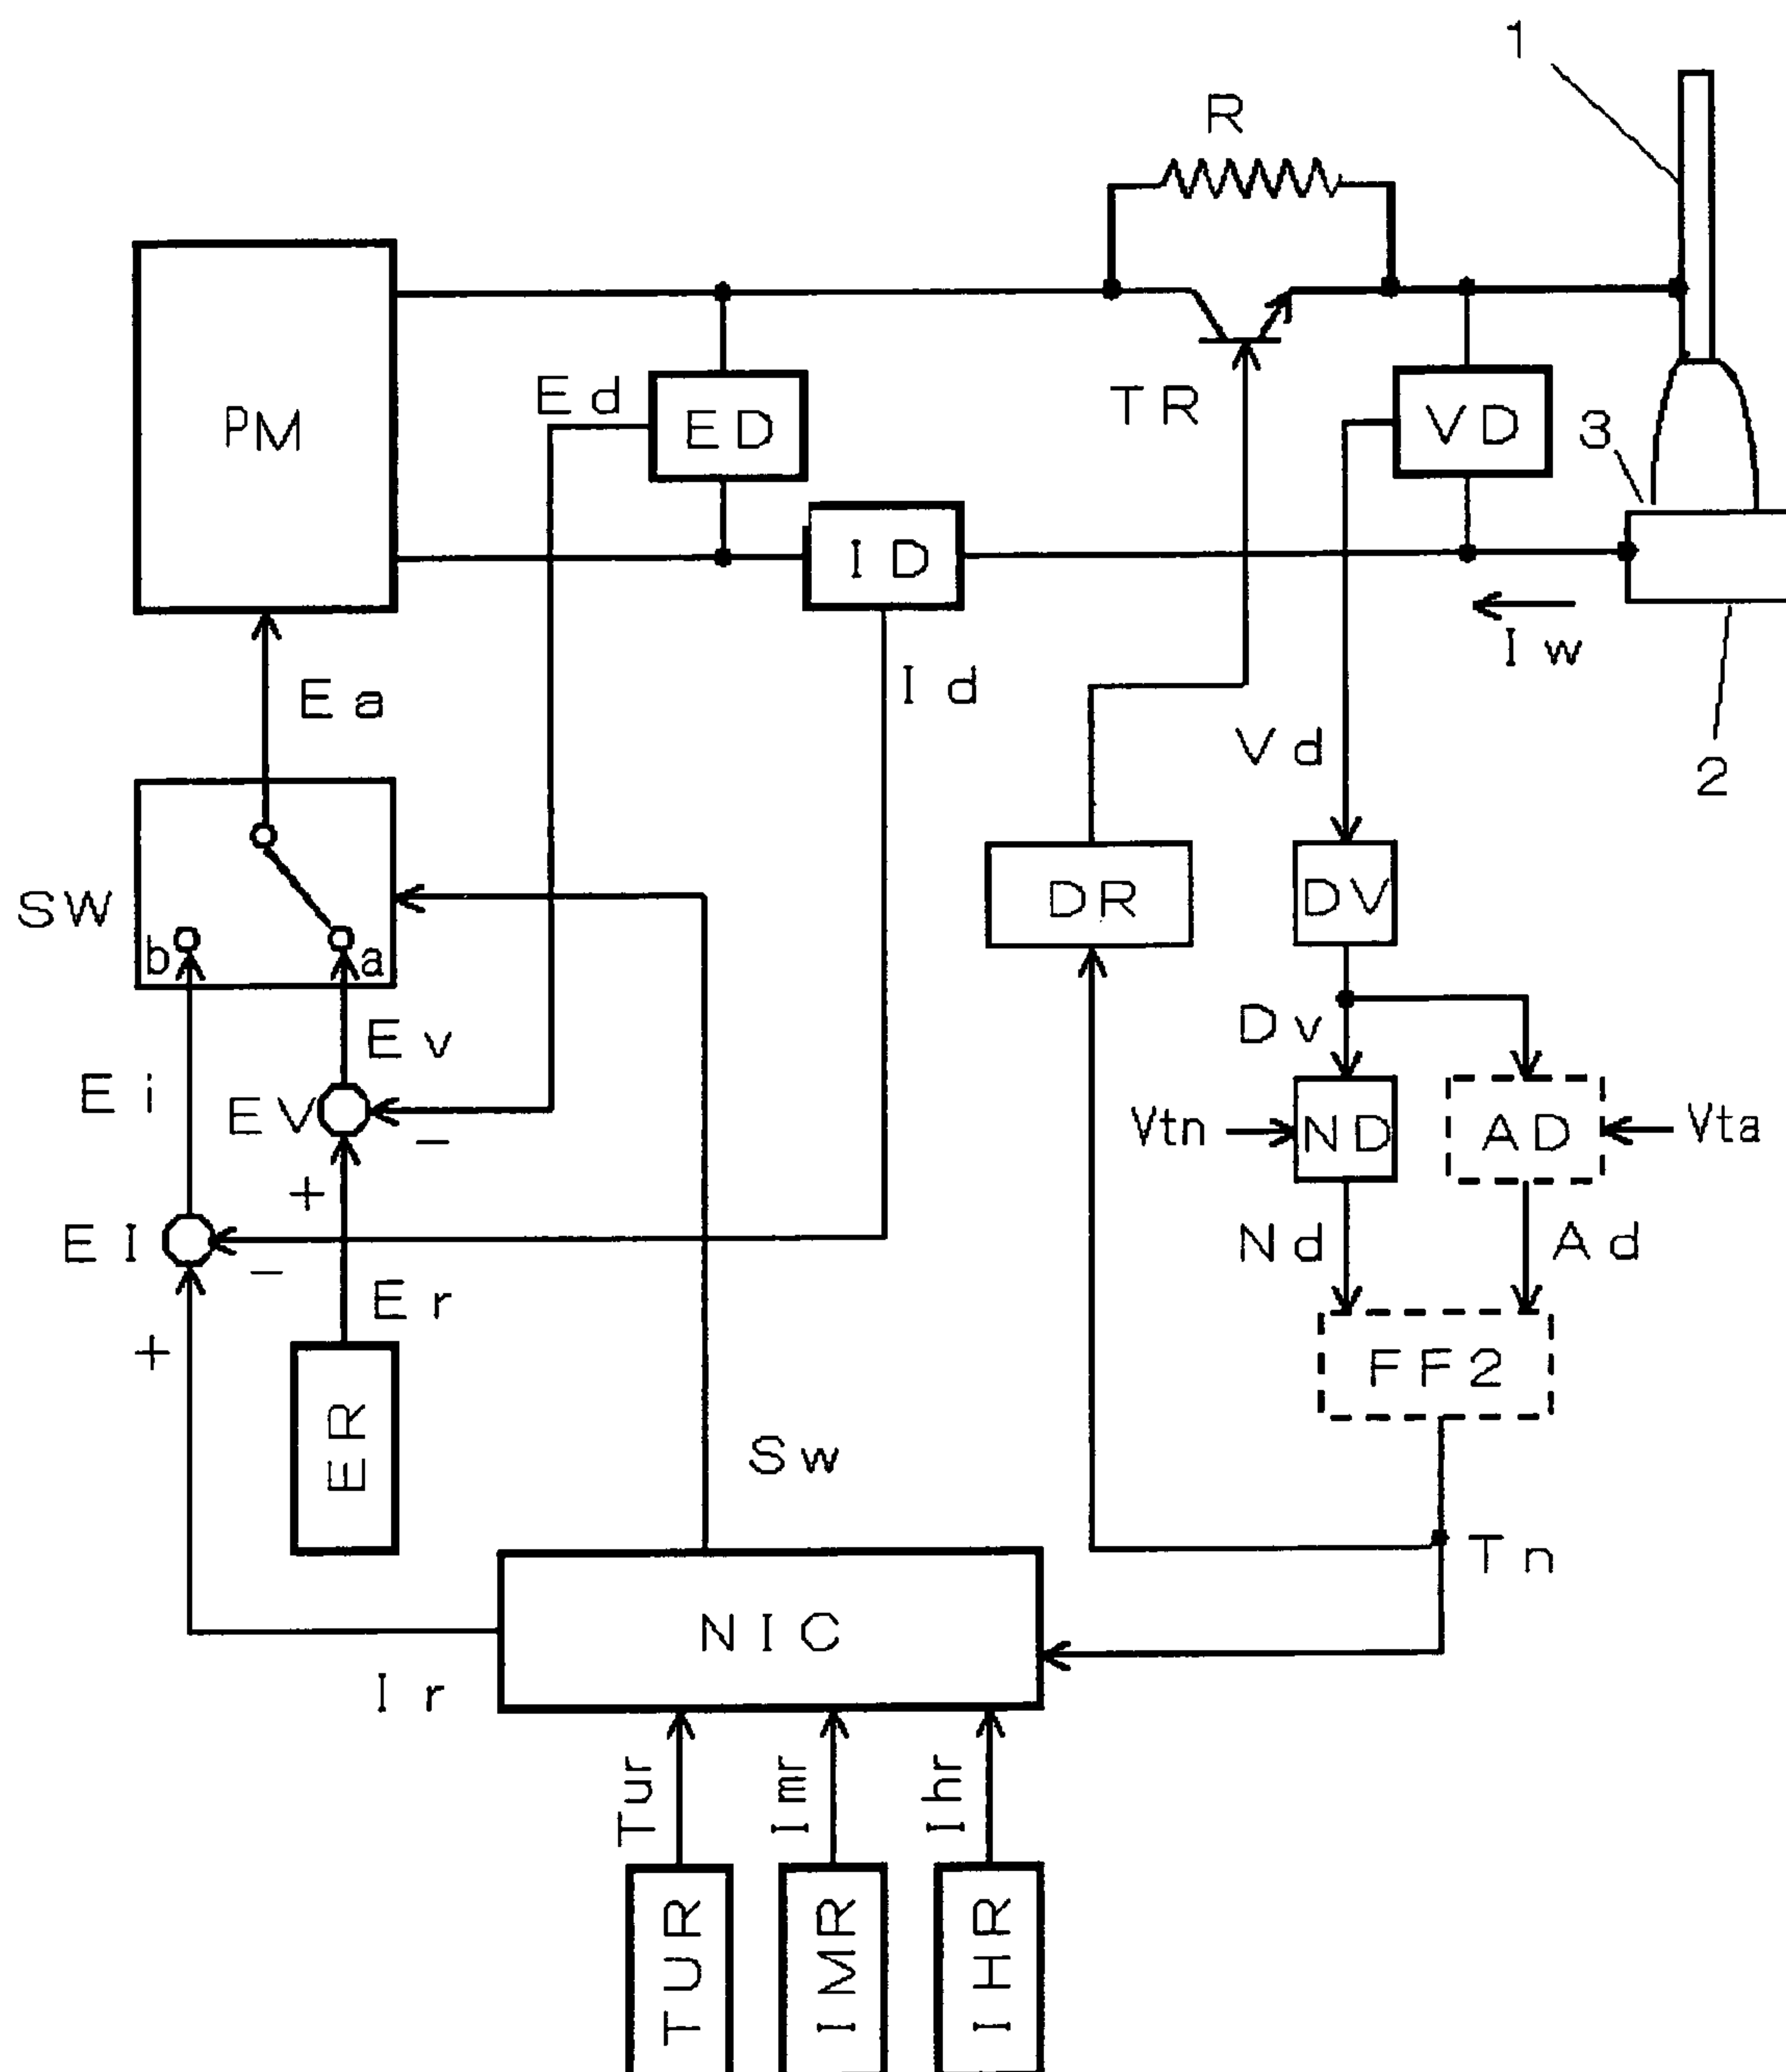 1
R
PM
Ed
ED
TR
VD
3
ID
Iw
Ea
Id
Vd
2
SW
b
a
DR
DV
Ev
Dv
Ei
EV
−
Vtn
ND
AD
Vta
+
EI
−
Nd
Ad
Er
+
FF2
ER
Sw
Tn
NIC
Ir
Tur
Imr
Ihr
TUR
IMR
IHR